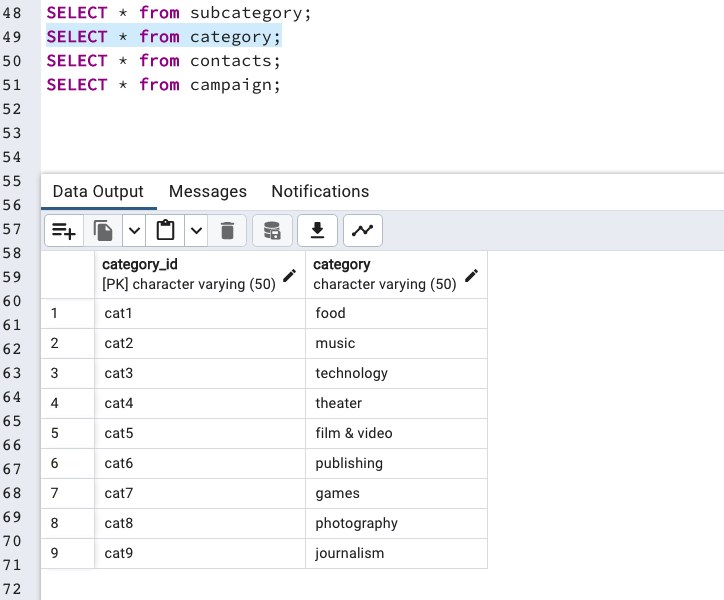 48 SELECT * from subcategory;
49 SELECT * from category;
50 SELECT * from contacts;
51 SELECT * from campaign;
52
53
54
55
56
57
58
59
60
61
62
63
64
65
66
67
68
69
70
71
72
Data Output Messages Notifications
category_id category
[PK] character varying (50) character varying (50)
1 cat1 food
2 cat2 music
3 cat3 technology
4 cat4 theater
5 cat5 film & video
6 cat6 publishing
7 cat7 games
8 cat8 photography
9 cat9 journalism